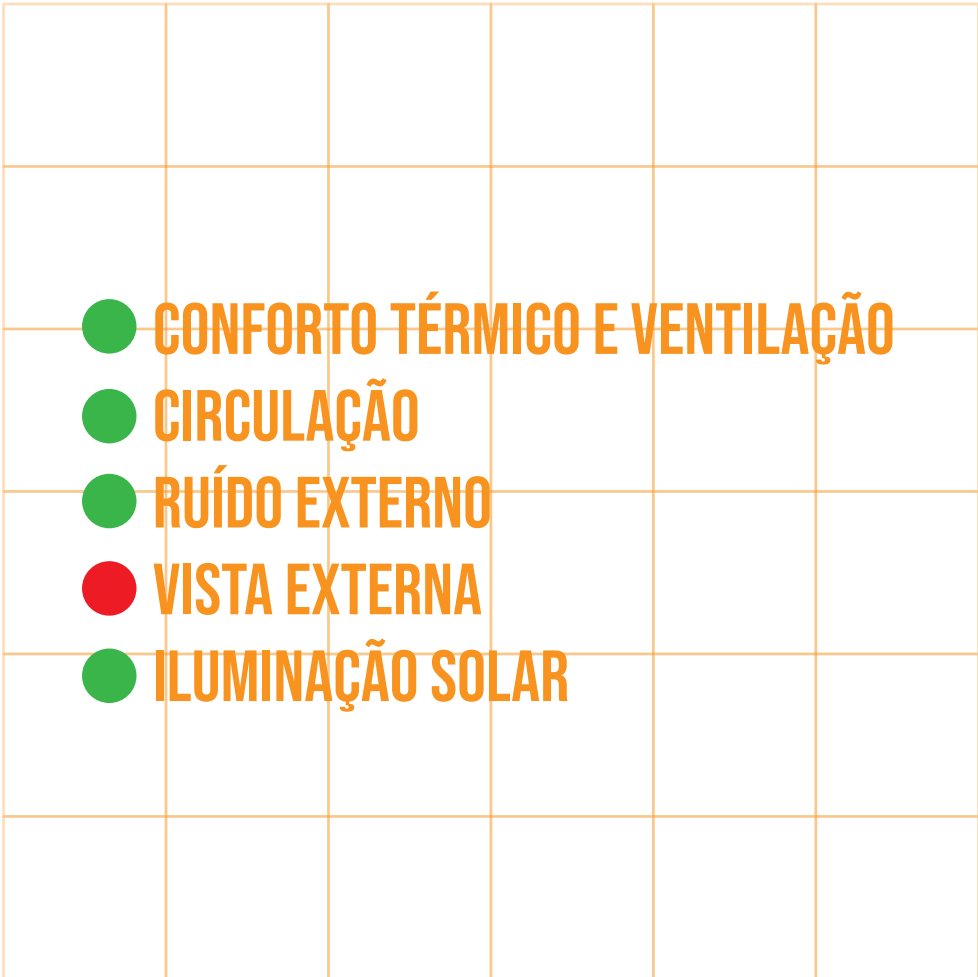 CONFORTO TÉRMICO E VENTILAÇÃO
CIRCULAÇÃO
RUÍDO EXTERNO
VISTA EXTERNA
ILUMINAÇÃO SOLAR